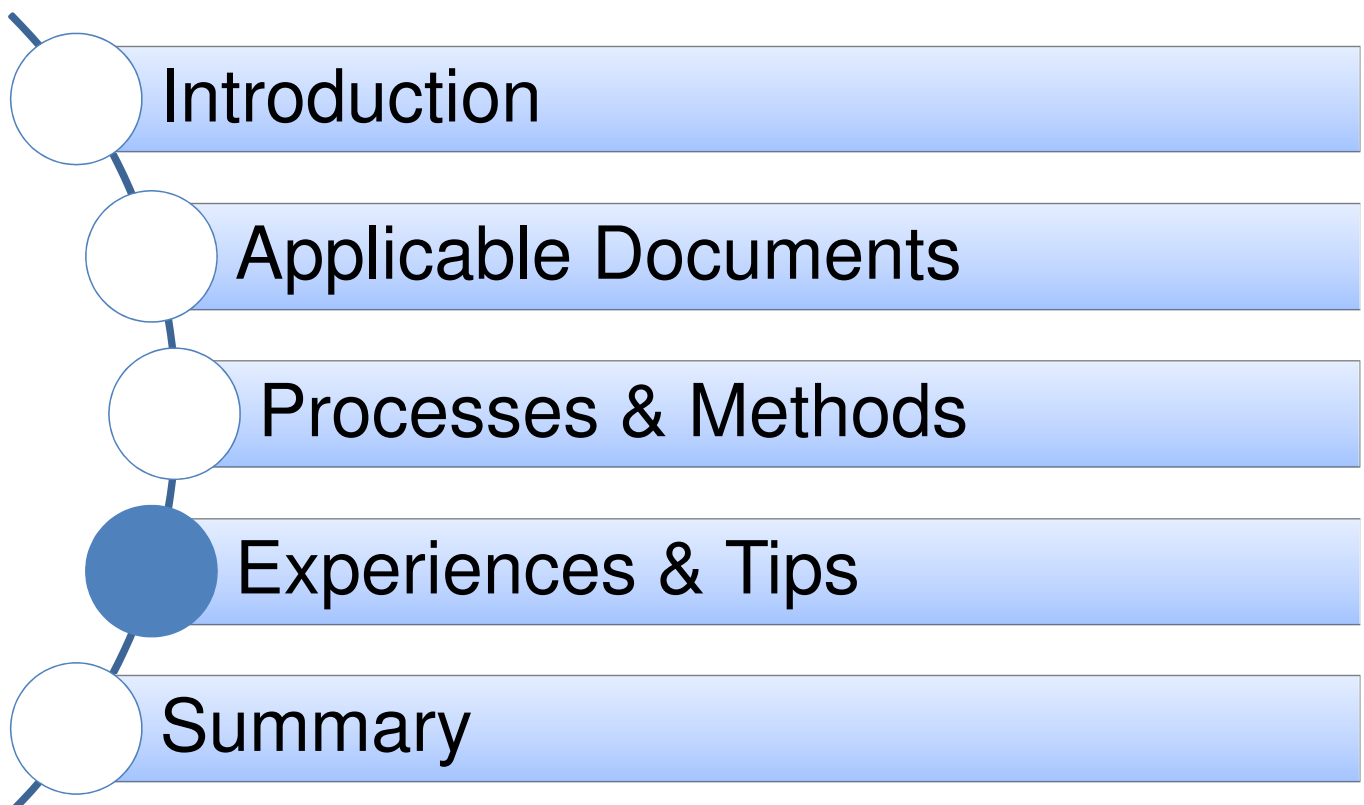 Introduction
Applicable Documents
Processes & Methods
Experiences & Tips
Summary